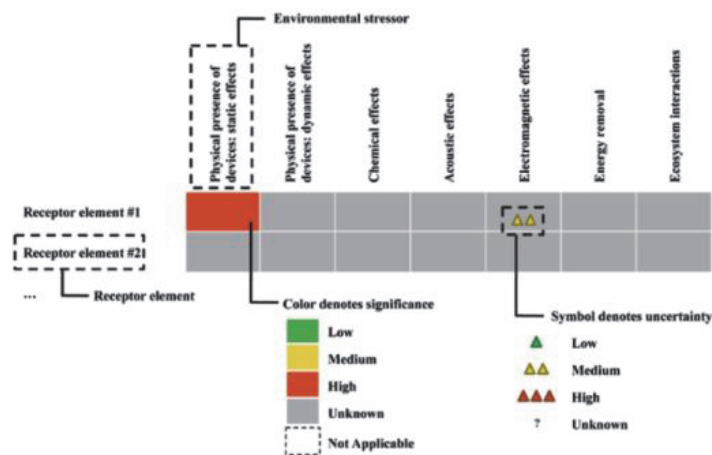 Environmental stressor
Physical presence of
devices: static effects
Physical presence of
devices: dynamic effects
Chemical effects
Acoustic effects
Electromagnetic effects
Energy removal
Ecosystem interactions
Receptor element #1
Receptor element #2
...
Receptor element
Color denotes significance
Low
Medium
High
Unknown
Not Applicable
Symbol denotes uncertainty
Low
Medium
High
? Unknown